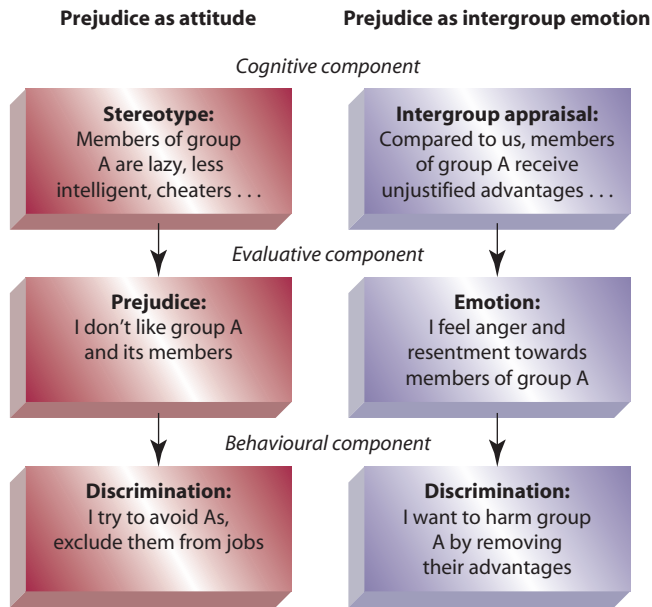 Prejudice as attitude
Prejudice as intergroup emotion
Cognitive component
Stereotype:
Members of group
A are lazy, less
intelligent, cheaters . . .
Intergroup appraisal:
Compared to us, members
of group A receive
unjustified advantages . . .
Evaluative component
Prejudice:
I don’t like group A
and its members
Emotion:
I feel anger and
resentment towards
members of group A
Behavioural component
Discrimination:
I try to avoid As,
exclude them from jobs
Discrimination:
I want to harm group
A by removing
their advantages